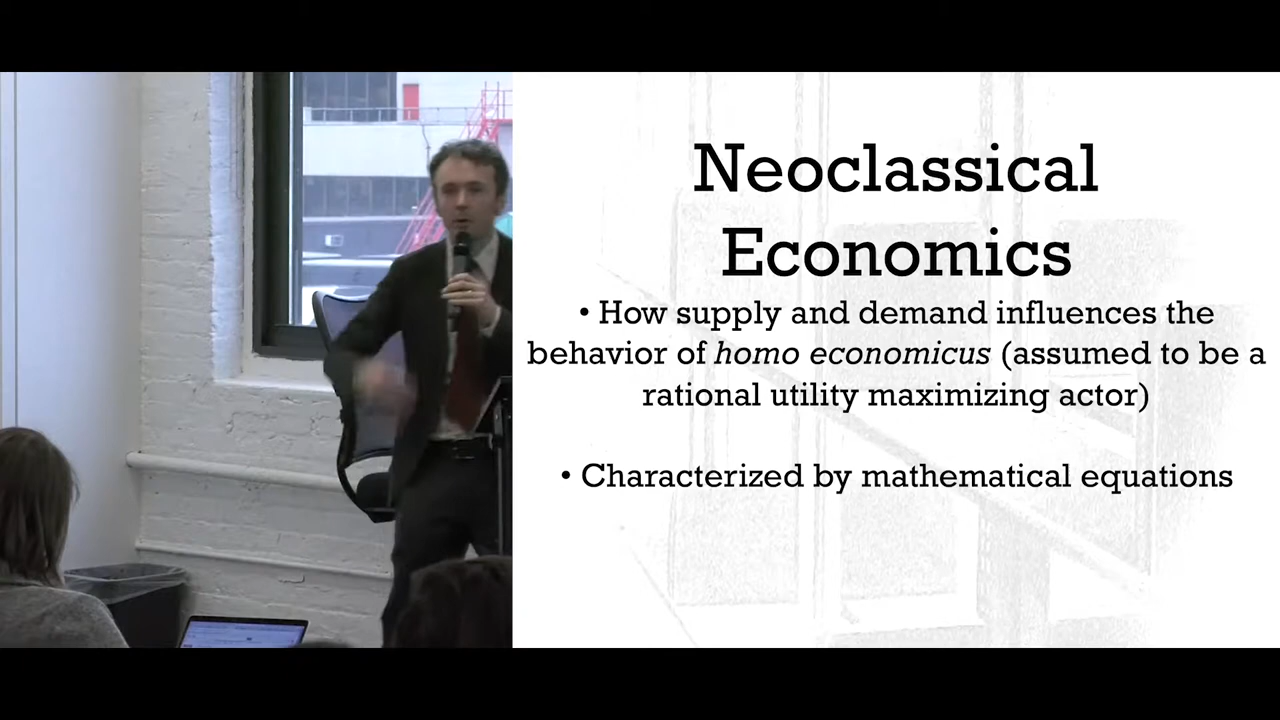 Neoclassical
Economics
• How supply and demand influences the
behavior of homo economicus (assumed to be a
rational utility maximizing actor)
• Characterized by mathematical equations